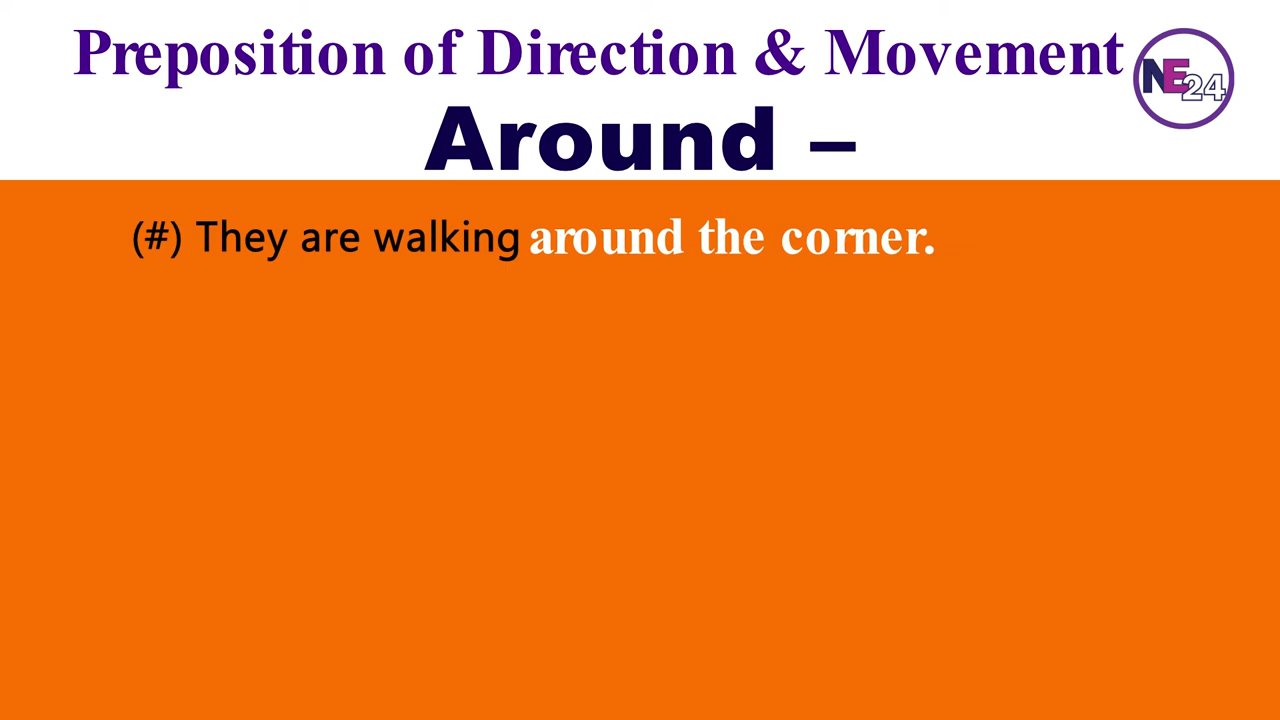 Preposition of Direction & Movement
NE24
Around –
(#) They are walking around the corner.